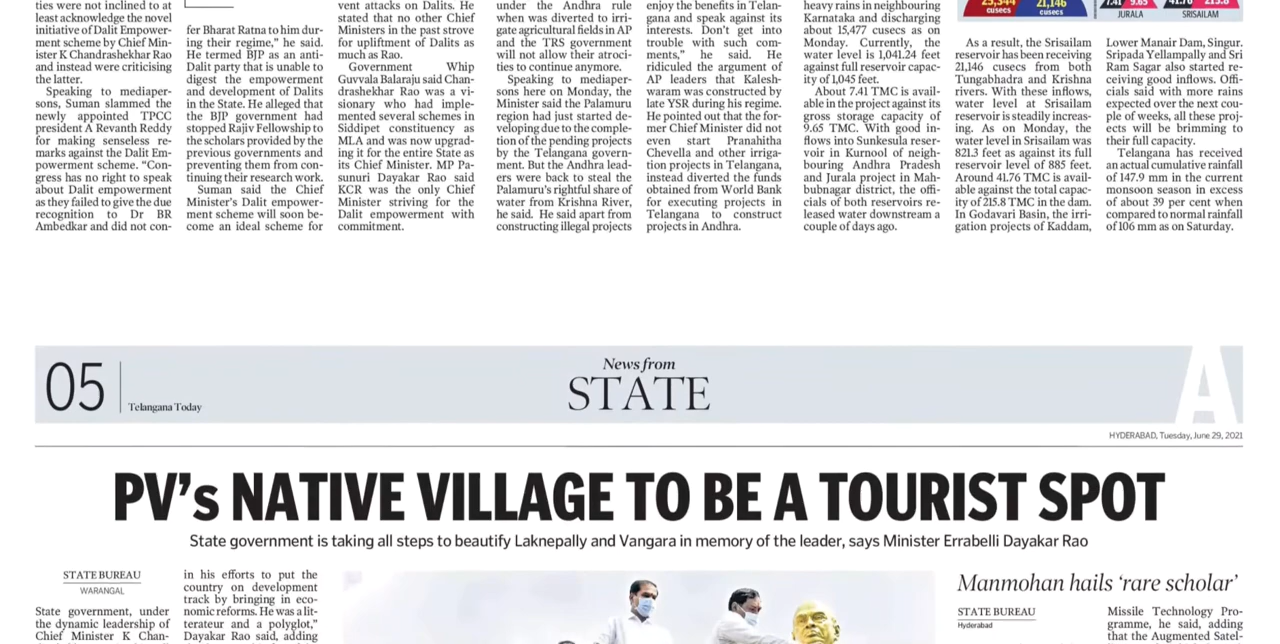 ties were not inclined to at
least acknowledge the novel
initiative of Dalit Empower-
ment scheme by Chief Min-
ister K Chandrashekhar Rao
and instead were criticising
the latter.
Speaking to mediaper-
sons, Suman slammed the
newly appointed TPCC
president A Revanth Reddy
for making senseless re-
marks against the Dalit Em-
powerment scheme. “Con-
gress has no right to speak
about Dalit empowerment
as they failed to give the due
recognition to Dr BR
Ambedkar and did not con-
fer Bharat Ratna to him dur-
ing their regime,” he said.
He termed BJP as an anti-
Dalit party that is unable to
digest the empowerment
and development of Dalits
in the State. He alleged that
the BJP government had
stopped Rajiv Fellowship to
the scholars provided by the
previous governments and
preventing them from con-
tinuing their research work.
Suman said the Chief
Minister's Dalit empower-
ment scheme will soon be-
come an ideal scheme for
vent attacks on Dalits. He
stated that no other Chief
Ministers in the past strove
for upliftment of Dalits as
much as Rao.
Government Whip
Guvvala Balaraju said Chan-
drashekhar Rao was a vi-
sionary who had imple-
mented several schemes in
Siddipet constituency as
MLA and was now upgrad-
ing it for the entire State as
its Chief Minister. MP Pa-
sunuri Dayakar Rao said
KCR was the only Chief
Minister striving for the
Dalit empowerment with
commitment.
under the Andhra rule
when was diverted to irri-
gate agricultural fields in AP
and the TRS government
will not allow their atroci-
ties to continue anymore.
Speaking to mediaper-
sons here on Monday, the
Minister said the Palamuru
region had just started de-
veloping due to the comple-
tion of the pending projects
by the Telangana govern-
ment. But the Andhra lead-
ers were back to steal the
Palamuru's rightful share of
water from Krishna River,
he said. He said apart from
constructing illegal projects
enjoy the benefits in Telan-
gana and speak against its
interests. Don't get into
trouble with such com-
ments,” he said. He
ridiculed the argument of
AP leaders that Kalesh-
waram was constructed by
late YSR during his regime.
He pointed out that the for-
mer Chief Minister did not
even start Pranahitha
Chevella and other irriga-
tion projects in Telangana,
instead diverted the funds
obtained from World Bank
for executing projects in
Telangana to construct
projects in Andhra.
heavy rains in neighbouring
Karnataka and discharging
about 15,477 cusecs as on
Monday. Currently, the
water level is 1,041.24 feet
against full reservoir capac-
ity of 1,045 feet.
About 7.41 TMC is avail-
able in the project against its
gross storage capacity of
9.65 TMC. With good in-
flows into Sunkesula reser-
voir in Kurnool of neigh-
bouring Andhra Pradesh
and Jurala project in Mah-
bubnagar district, the offi-
cials of both reservoirs re-
leased water downstream a
couple of days ago.
cusecs
21,146
cusecs
7.41 9.65
JURALA
41.76 215.8
SRISAILAM
As a result, the Srisailam
reservoir has been receiving
21,146 cusecs from both
Tungabhadra and Krishna
rivers. With these inflows,
water level at Srisailam
reservoir is steadily increas-
ing. As on Monday, the
water level in Srisailam was
821.3 feet as against its full
reservoir level of 885 feet.
Around 41.76 TMC is avail-
able against the total capac-
ity of 215.8 TMC in the dam.
In Godavari Basin, the irri-
gation projects of Kaddam,
Lower Manair Dam, Singur,
Sripada Yellampally and Sri
Ram Sagar also started re-
ceiving good inflows. Offi-
cials said with more rains
expected over the next cou-
ple of weeks, all these proj-
ects will be brimming to
their full capacity.
Telangana has received
an actual cumulative rainfall
of 147.9 mm in the current
monsoon season in excess
of about 39 per cent when
compared to normal rainfall
of 106 mm as on Saturday.
05
Telangana Today
News from
STATE
A
HYDERABAD, Tuesday, June 29, 2021
PV's NATIVE VILLAGE TO BE A TOURIST SPOT
State government is taking all steps to beautify Laknepally and Vangara in memory of the leader, says Minister Errabelli Dayakar Rao
STATE BUREAU
WARANGAL
State government, under
the dynamic leadership of
Chief Minister K Chan-
in his efforts to put the
country on development
track by bringing in eco-
nomic reforms. He was a lit-
terateur and a polyglot,”
Dayakar Rao said, adding
Manmohan hails ‘rare scholar’
STATE BUREAU
Hyderabad
Missile Technology Pro-
gramme, he said, adding
that the Augmented Satel-